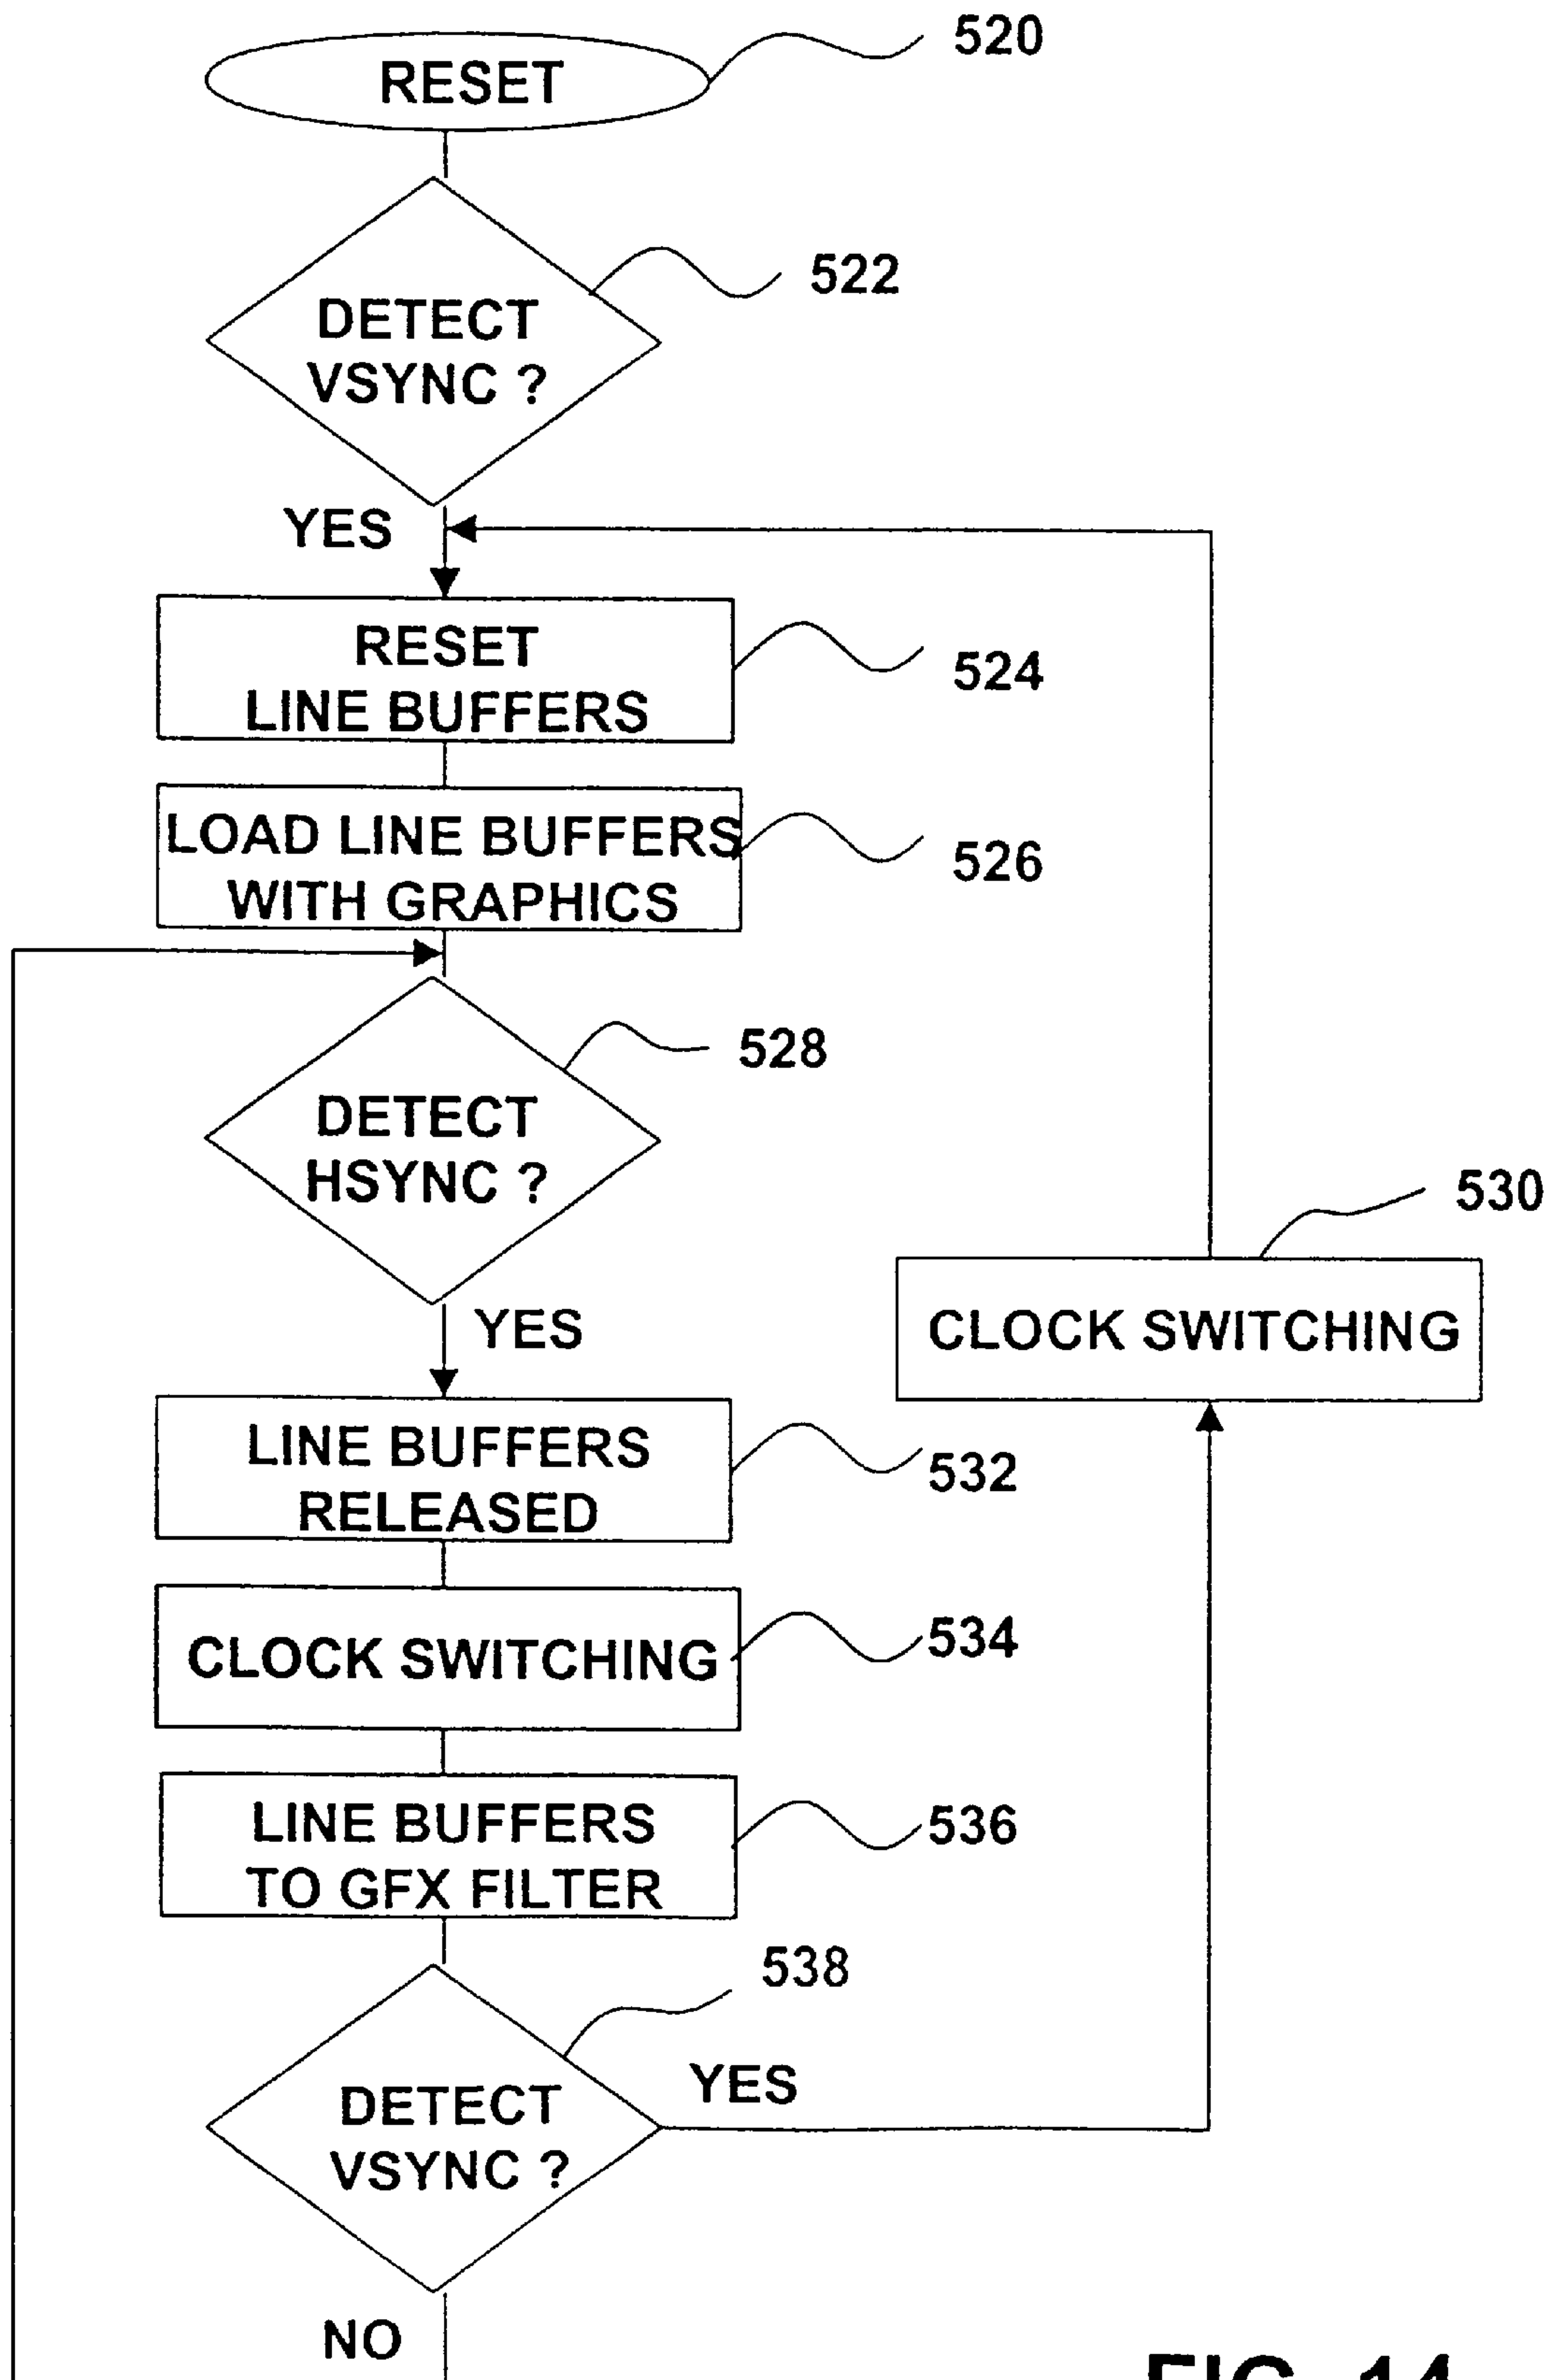 RESET
520
DETECT
VSYNC ?
522
YES
RESET
LINE BUFFERS
524
LOAD LINE BUFFERS
WITH GRAPHICS
526
DETECT
HSYNC ?
528
YES
530
CLOCK SWITCHING
LINE BUFFERS
RELEASED
532
CLOCK SWITCHING
534
LINE BUFFERS
TO GFX FILTER
536
538
DETECT
VSYNC ?
YES
NO
FIG. 14